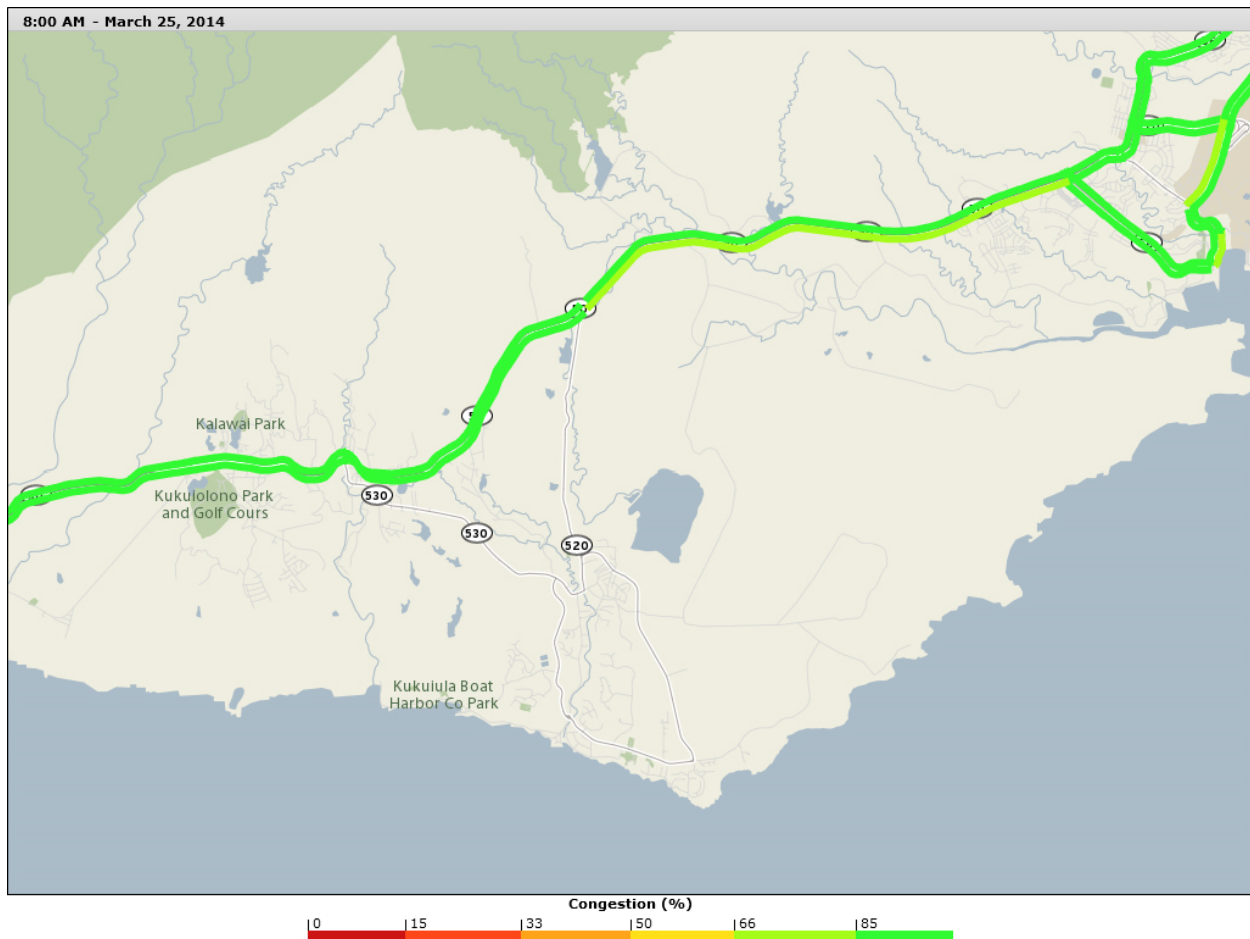 8:00 AM - March 25, 2014
Kalawai Park
Kukuiolono Park
and Golf Cours
530
530
520
Kukuiula Boat
Harbor Co Park
Congestion (%)
0 15 33 50 66 85